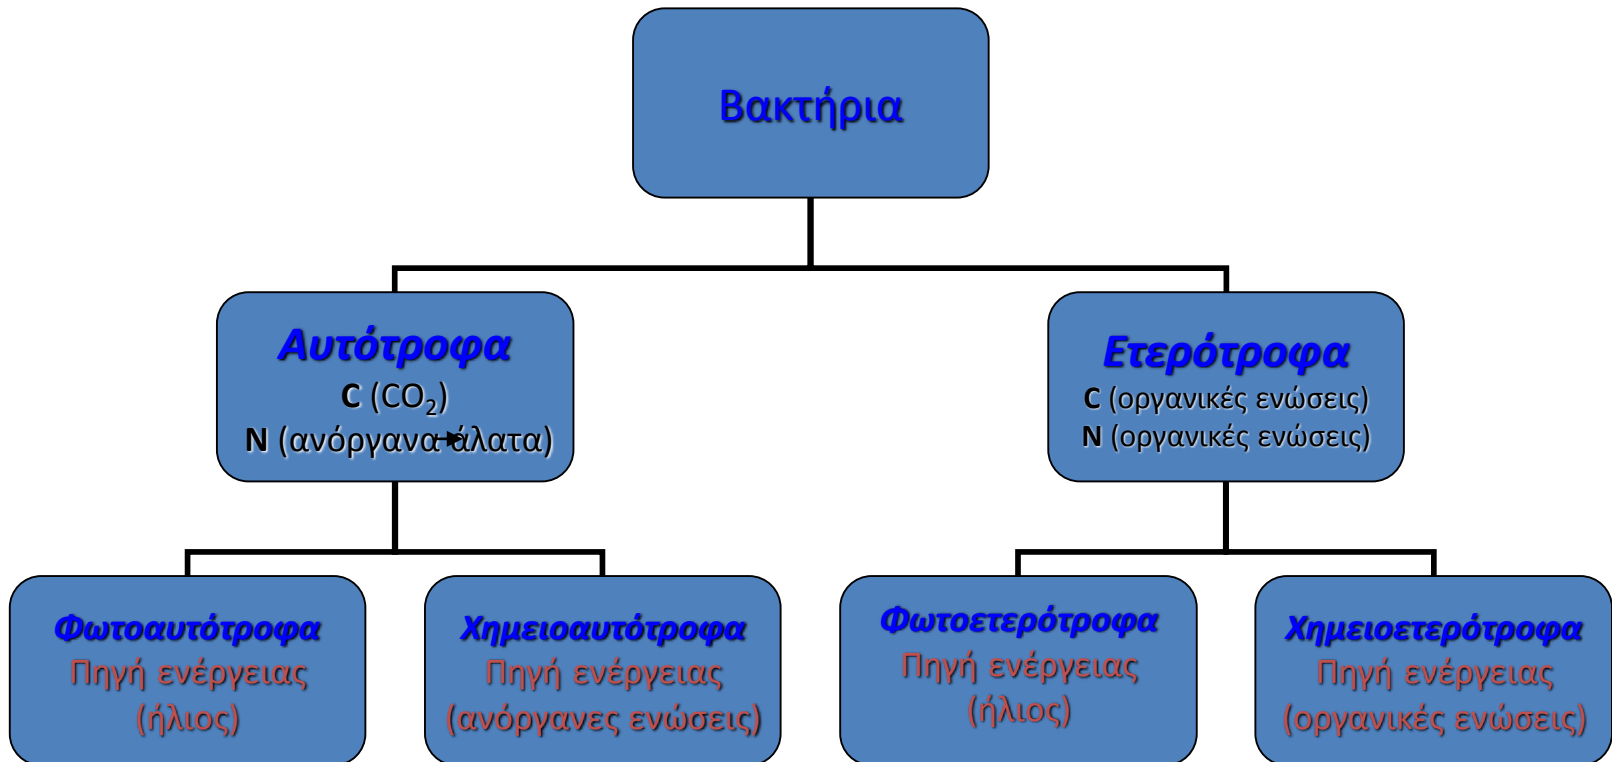 Βακτήρια
Αυτότροφα
C (CO₂)
N (ανόργανα άλατα)
Ετερότροφα
C (οργανικές ενώσεις)
N (οργανικές ενώσεις)
Φωτοαυτότροφα
Πηγή ενέργειας
(ήλιος)
Χημειοαυτότροφα
Πηγή ενέργειας
(ανόργανες ενώσεις)
Φωτοετερότροφα
Πηγή ενέργειας
(ήλιος)
Χημειοετερότροφα
Πηγή ενέργειας
(οργανικές ενώσεις)